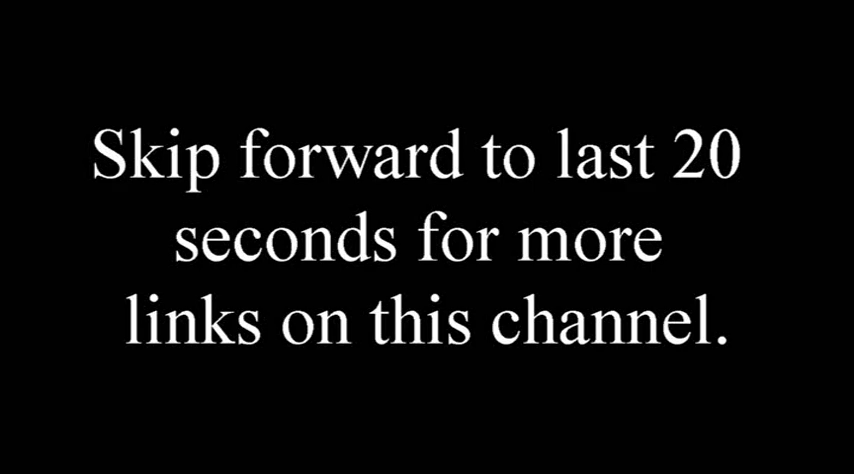 Skip forward to last 20
seconds for more
links on this channel.